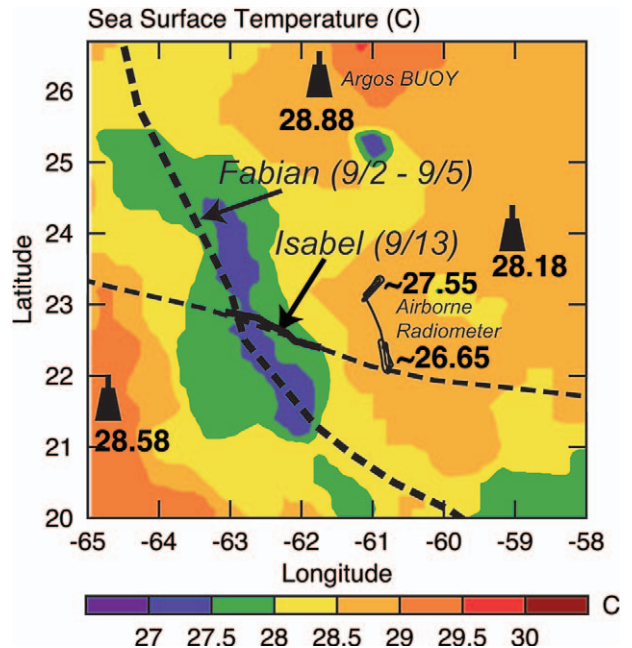 Sea Surface Temperature (C)
26
Argos BUOY
28.88
25
Fabian (9/2 - 9/5)
24
Isabel (9/13)
28.18
Latitude
23
~27.55
Airborne
Radiometer
~26.65
22
28.58
21
20
-65 -64 -63 -62 -61 -60 -59 -58
Longitude
C
27 27.5 28 28.5 29 29.5 30